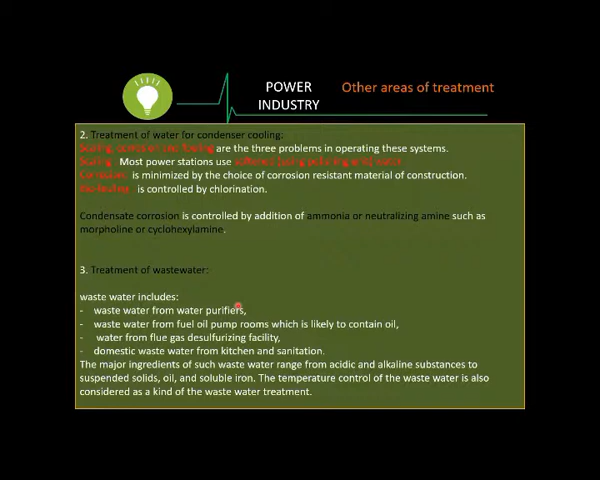 POWER
INDUSTRY
Other areas of treatment
2. Treatment of water for condenser cooling:
Scaling, corrosion and fouling are the three problems in operating these systems.
Scaling Most power stations use softened (using polishing unit) water
Corrosion is minimized by the choice of corrosion resistant material of construction.
is controlled by chlorination.
Condensate corrosion is controlled by addition of ammonia or neutralizing amine such as
morpholine or cyclohexylamine.
3. Treatment of wastewater:
waste water includes:
- waste water from water purifiers,
- waste water from fuel oil pump rooms which is likely to contain oil,
- water from flue gas desulfurizing facility,
- domestic waste water from kitchen and sanitation.
The major ingredients of such waste water range from acidic and alkaline substances to
suspended solids, oil, and soluble iron. The temperature control of the waste water is also
considered as a kind of the waste water treatment.